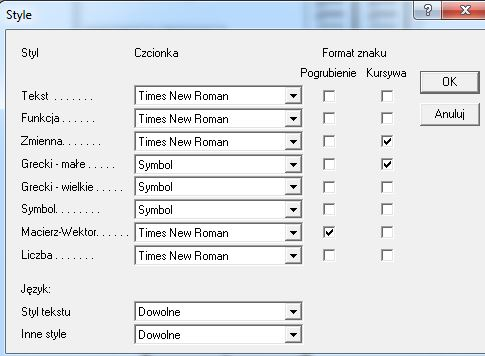 Style
Styl Czcionka Format znaku
Pogrubienie Kursywa
OK
Tekst . . . . . . . Times New Roman
Funkcja . . . . . . Times New Roman
Anuluj
Zmienna. . . . . . Times New Roman
Grecki - małe . . . . . Symbol
Grecki - wielkie . . . . . Symbol
Symbol. . . . . . . Symbol
Macierz-Wektor. . . . . . Times New Roman
Liczba . . . . . . . Times New Roman
Język:
Styl tekstu Dowolne
Inne style Dowolne